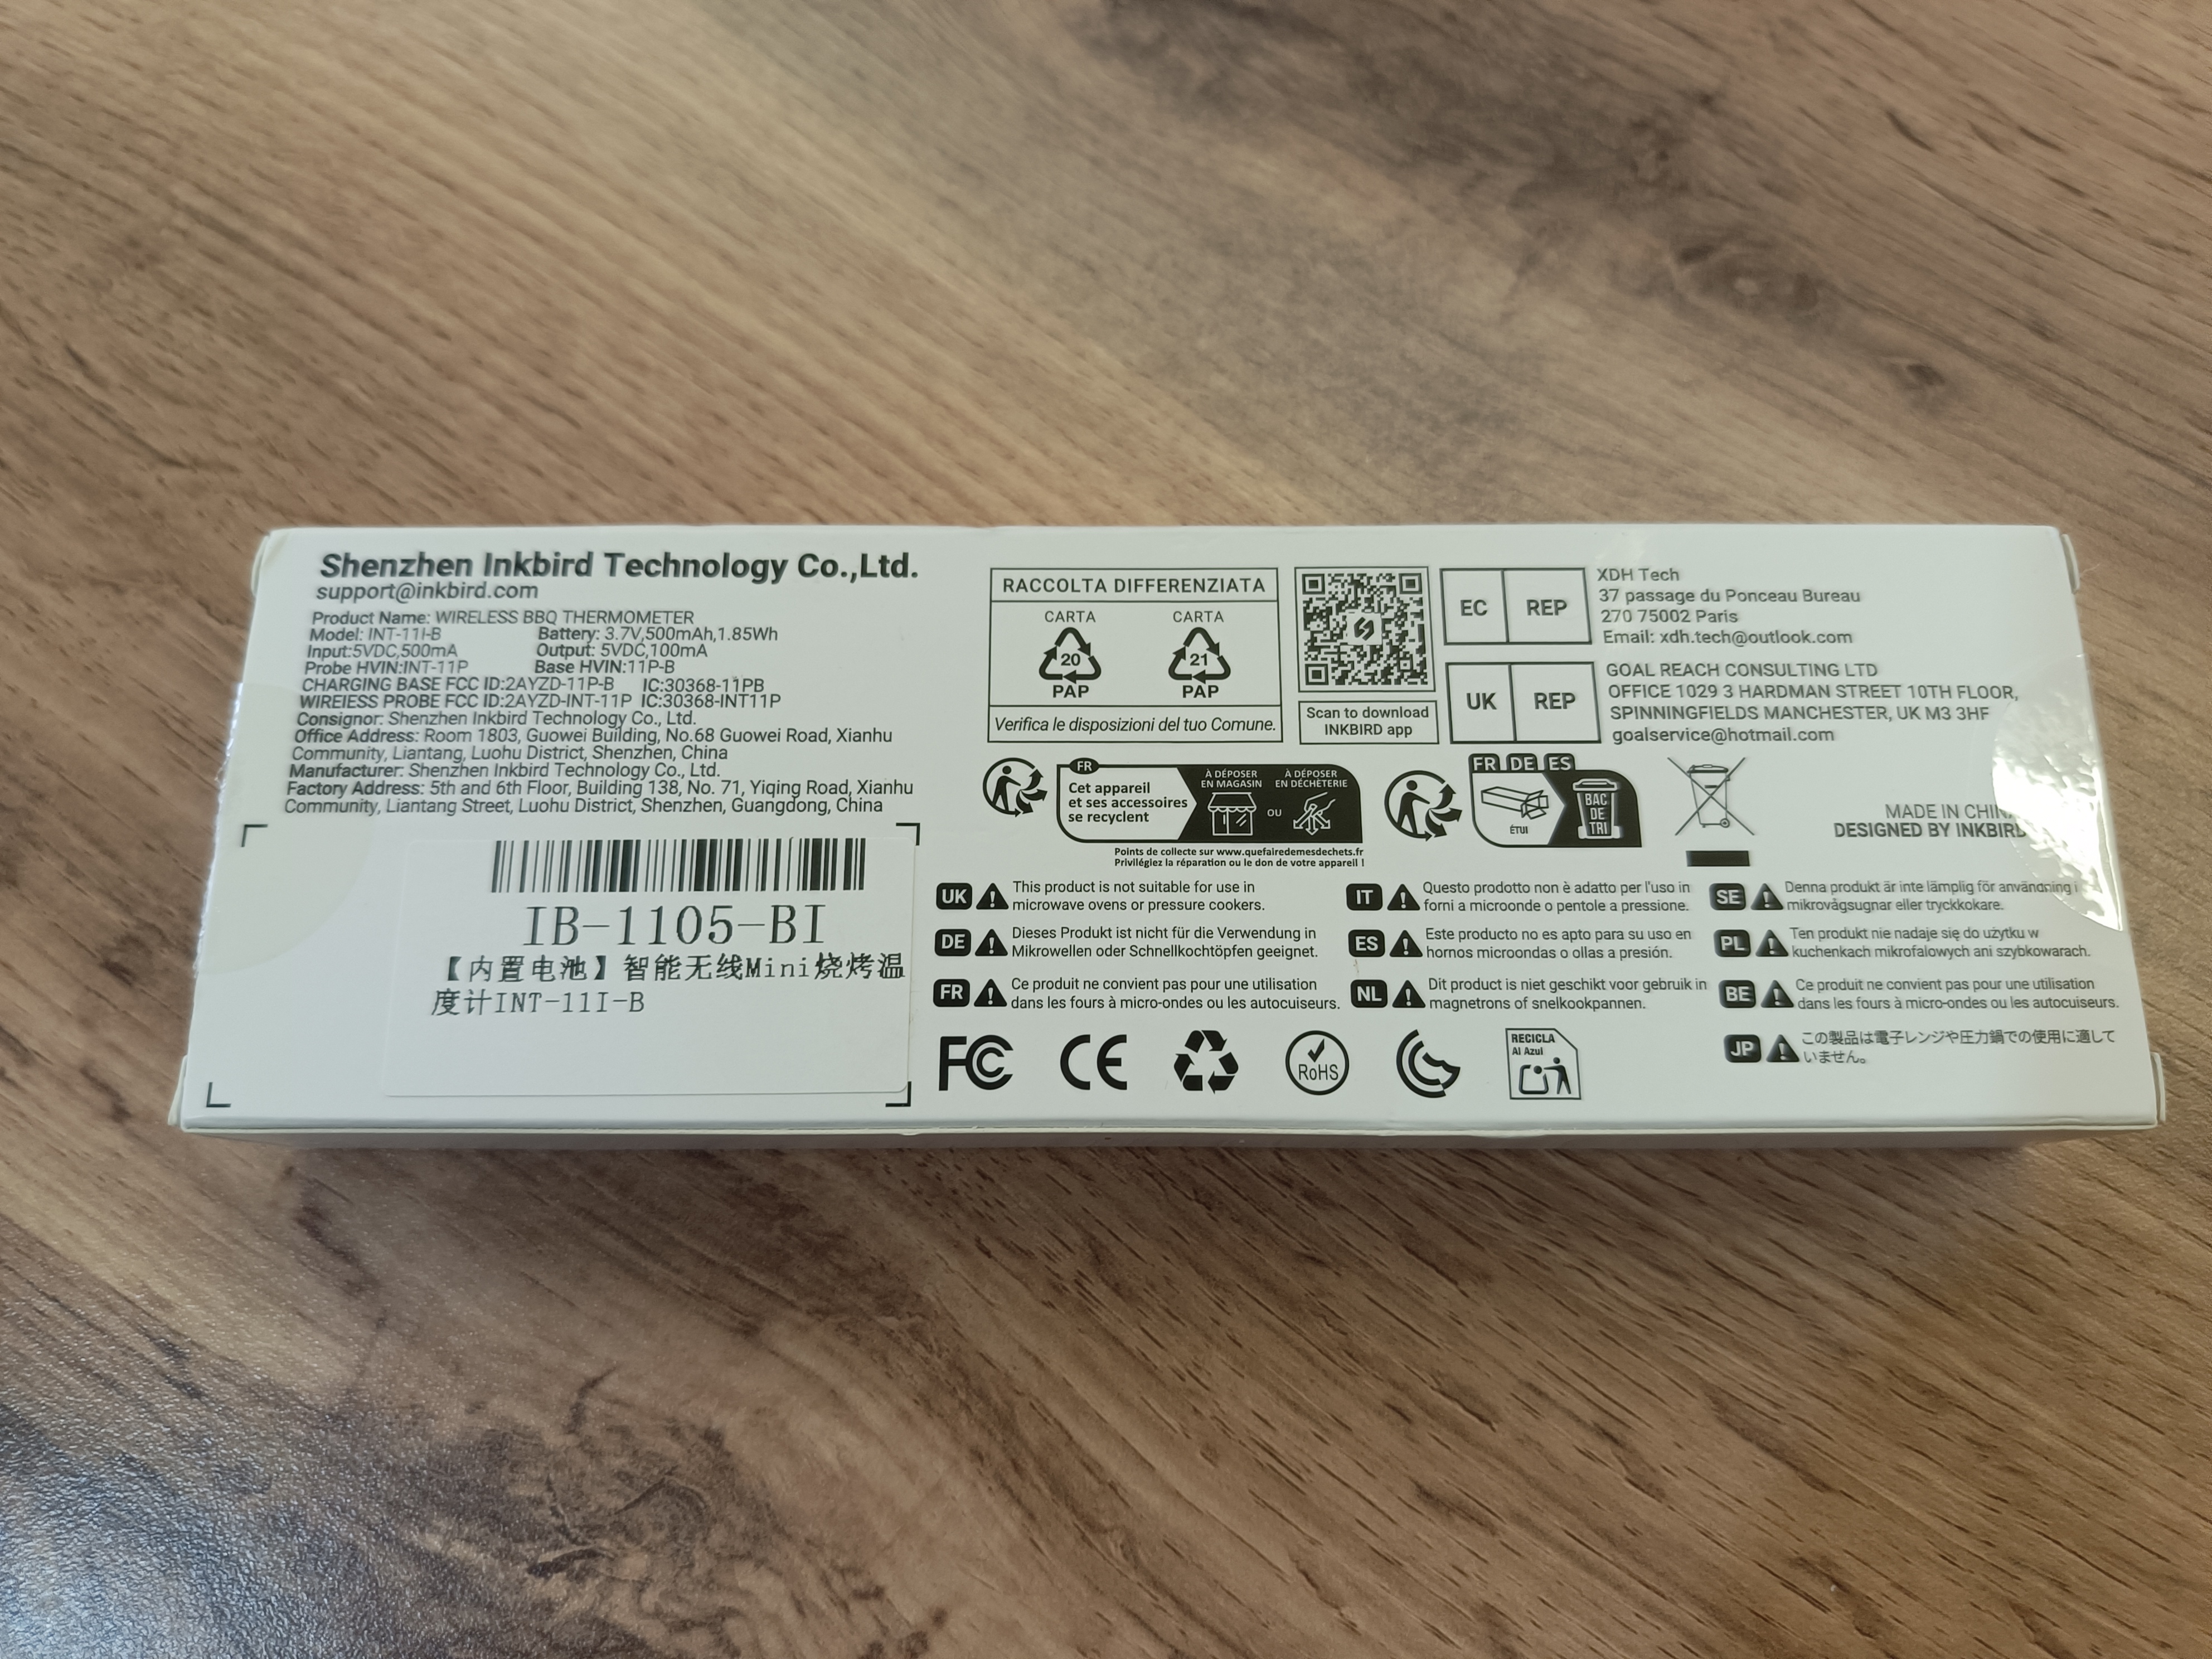 Shenzhen Inkbird Technology Co.,Ltd.
support@inkbird.com
Product Name: WIRELESS BBQ THERMOMETER
Model: INT-11I-B Battery: 3.7V,500mAh,1.85Wh
Input:5VDC,500mA Output: 5VDC,100mA
Probe HVIN:INT-11P Base HVIN:11P-B
CHARGING BASE FCC ID:2AYZD-11P-B IC:30368-11PB
WIREIESS PROBE FCC ID:2AYZD-INT-11P IC:30368-INT11P
Consignor: Shenzhen Inkbird Technology Co., Ltd.
Office Address: Room 1803, Guowei Building, No.68 Guowei Road, Xianhu
Community, Liantang, Luohu District, Shenzhen, China
Manufacturer: Shenzhen Inkbird Technology Co., Ltd.
Factory Address: 5th and 6th Floor, Building 138, No. 71, Yiqing Road, Xianhu
Community, Liantang Street, Luohu District, Shenzhen, Guangdong, China
IB-1105-BI
【内置电池】智能无线Mini烧烤温
度计INT-11I-B
RACCOLTA DIFFERENZIATA
CARTA CARTA
20 21
PAP PAP
Verifica le disposizioni del tuo Comune.
Scan to download
INKBIRD app
EC REP
XDH Tech
37 passage du Ponceau Bureau
270 75002 Paris
Email: xdh.tech@outlook.com
UK REP
GOAL REACH CONSULTING LTD
OFFICE 1029 3 HARDMAN STREET 10TH FLOOR,
SPINNINGFIELDS MANCHESTER, UK M3 3HF
goalservice@hotmail.com
FR
Cet appareil
et ses accessoires
se recyclent
À DÉPOSER
EN MAGASIN
OU
À DÉPOSER
EN DÉCHÈTERIE
Points de collecte sur www.quefairedemesdechets.fr
Privilégiez la réparation ou le don de votre appareil !
FR DE ES
ÉTUI
BAC
DE
TRI
MADE IN CHINA
DESIGNED BY INKBIRD
UK This product is not suitable for use in
microwave ovens or pressure cookers.
DE Dieses Produkt ist nicht für die Verwendung in
Mikrowellen oder Schnellkochtöpfen geeignet.
FR Ce produit ne convient pas pour une utilisation
dans les fours à micro-ondes ou les autocuiseurs.
IT Questo prodotto non è adatto per l'uso in
forni a microonde o pentole a pressione.
ES Este producto no es apto para su uso en
hornos microondas o ollas a presión.
NL Dit product is niet geschikt voor gebruik in
magnetrons of snelkookpannen.
SE Denna produkt är inte lämplig för användning i
mikrovågsugnar eller tryckkokare.
PL Ten produkt nie nadaje się do użytku w
kuchenkach mikrofalowych ani szybkowarach.
BE Ce produit ne convient pas pour une utilisation
dans les fours à micro-ondes ou les autocuiseurs.
JP この製品は電子レンジや圧力鍋での使用に適して
いません。
FC CE RoHS
RECICLA
Al Azul